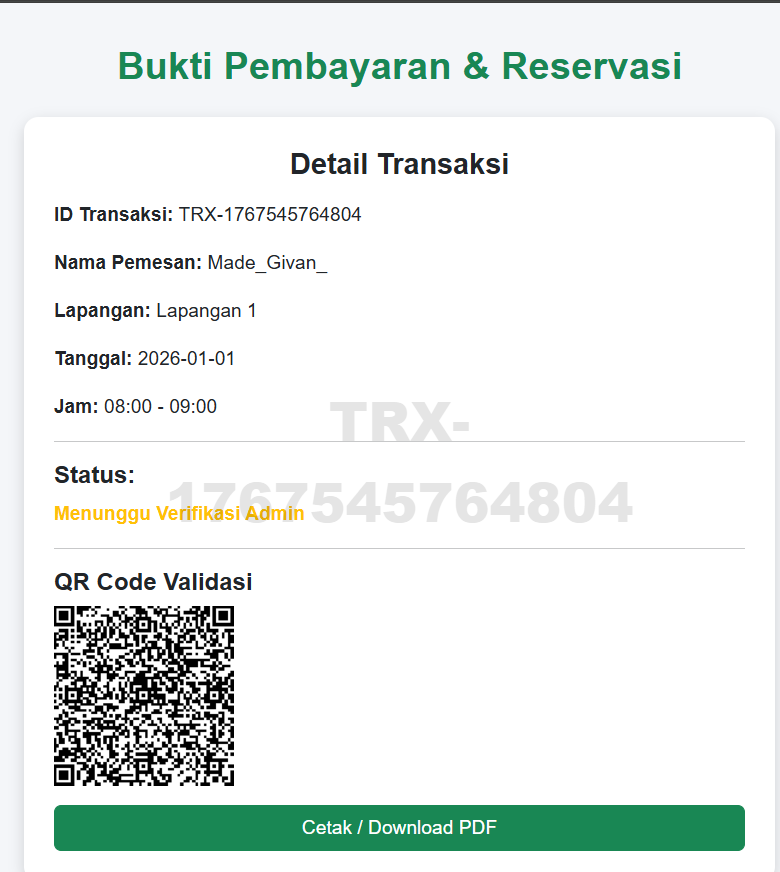 Bukti Pembayaran & Reservasi
Detail Transaksi
ID Transaksi: TRX-1767545764804
Nama Pemesan: Made_Givan_
Lapangan: Lapangan 1
Tanggal: 2026-01-01
Jam: 08:00 - 09:00
TRX-
Status:
1767545764804
Menunggu Verifikasi Admin
QR Code Validasi
Cetak / Download PDF